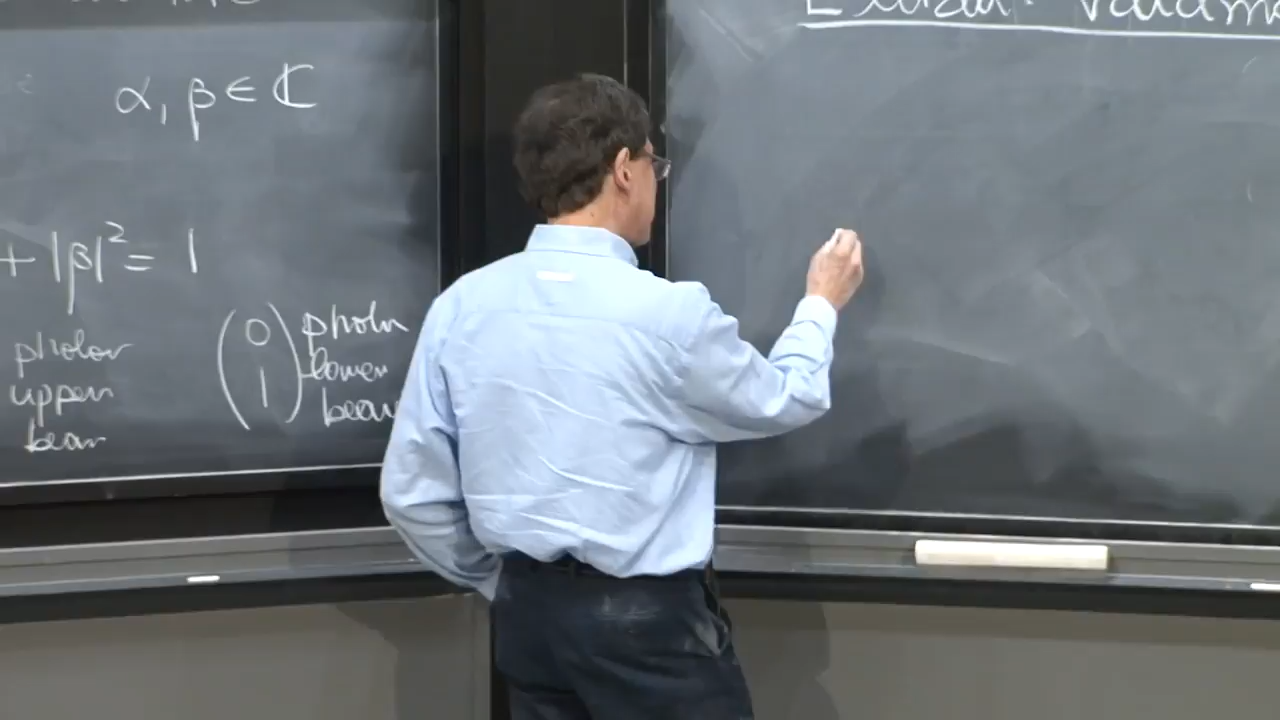 α, β ∈ ℂ
+ |β|² = 1
photon
upper
beam
(0 1) photon
lower
beam